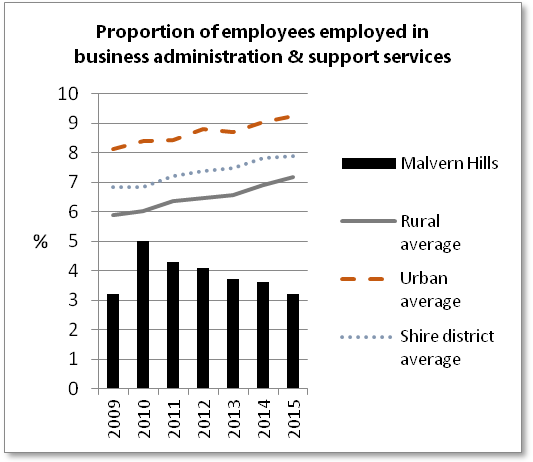 Proportion of employees employed in
business administration & support services
10
9
8
7
6
5
4
3
2
1
0
%
2009
2010
2011
2012
2013
2014
2015
Malvern Hills
Rural
average
Urban
average
Shire district
average